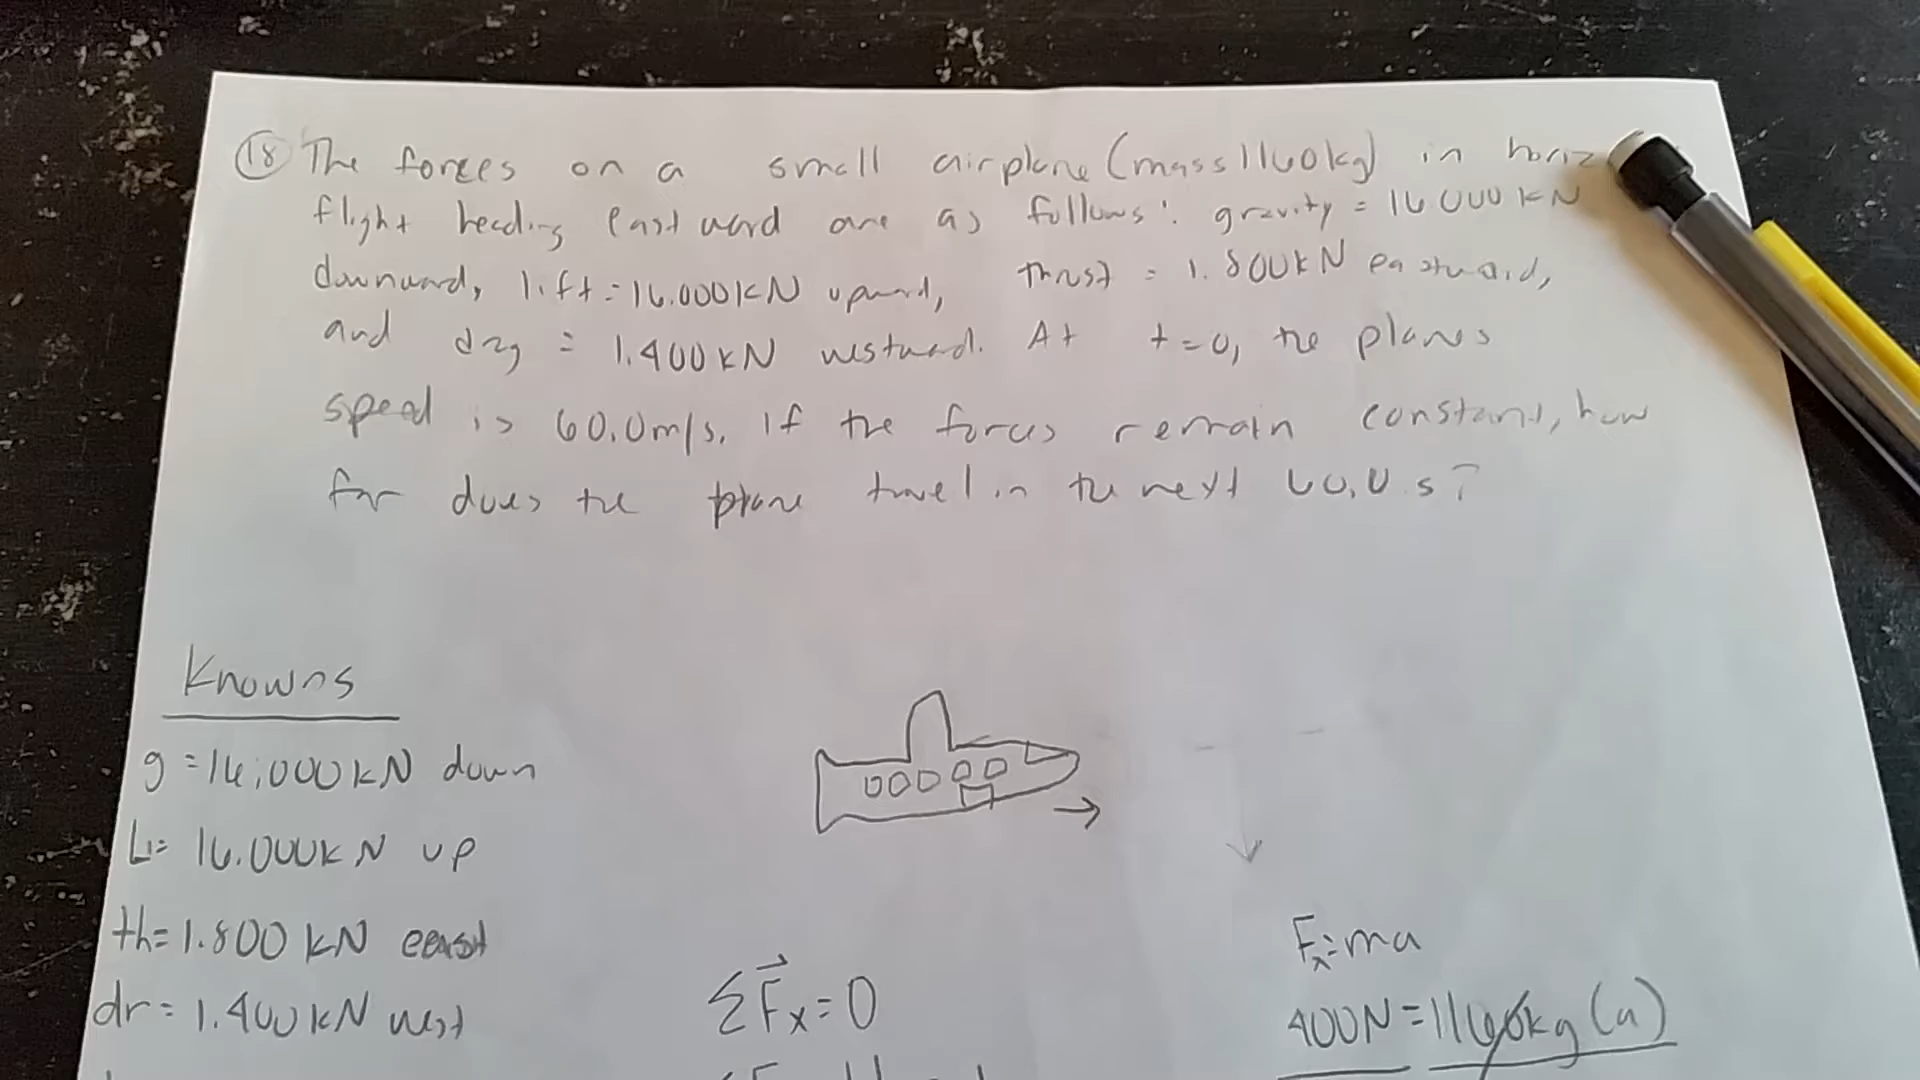 18 The forces on a small airplane (mass 1160kg) in horiz
flight heading eastward are as follows: gravity = 16.000 kN
downward, lift = 16.000kN upward, thrust = 1.800kN eastward,
and drag = 1.400kN westward. At t=0, the planes
speed is 60.0m/s. If the forces remain constant, how
far does the plane travel in the next 60.0 s?
Knowns
g = 16.000 kN down
L = 16.000kN up
th = 1.800 kN east
dr = 1.400kN west
ΣF⃗x = 0
Fx = ma
400N = 1160kg (a)